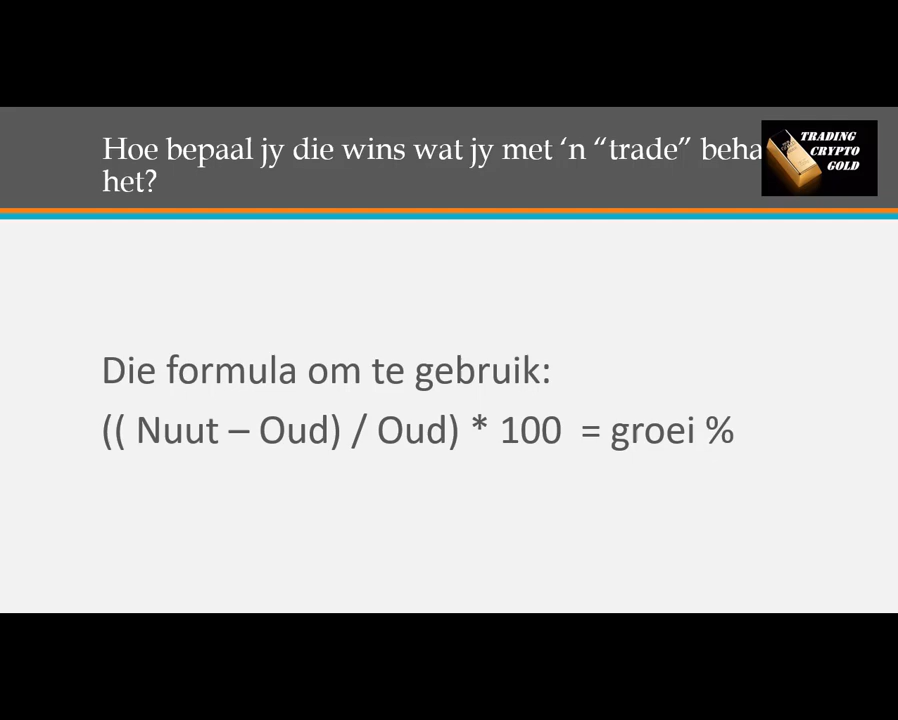 Hoe bepaal jy die wins wat jy met ‘n “trade” beha
het?
TRADING
CRYPTO
GOLD
Die formula om te gebruik:
(( Nuut – Oud) / Oud) * 100 = groei %